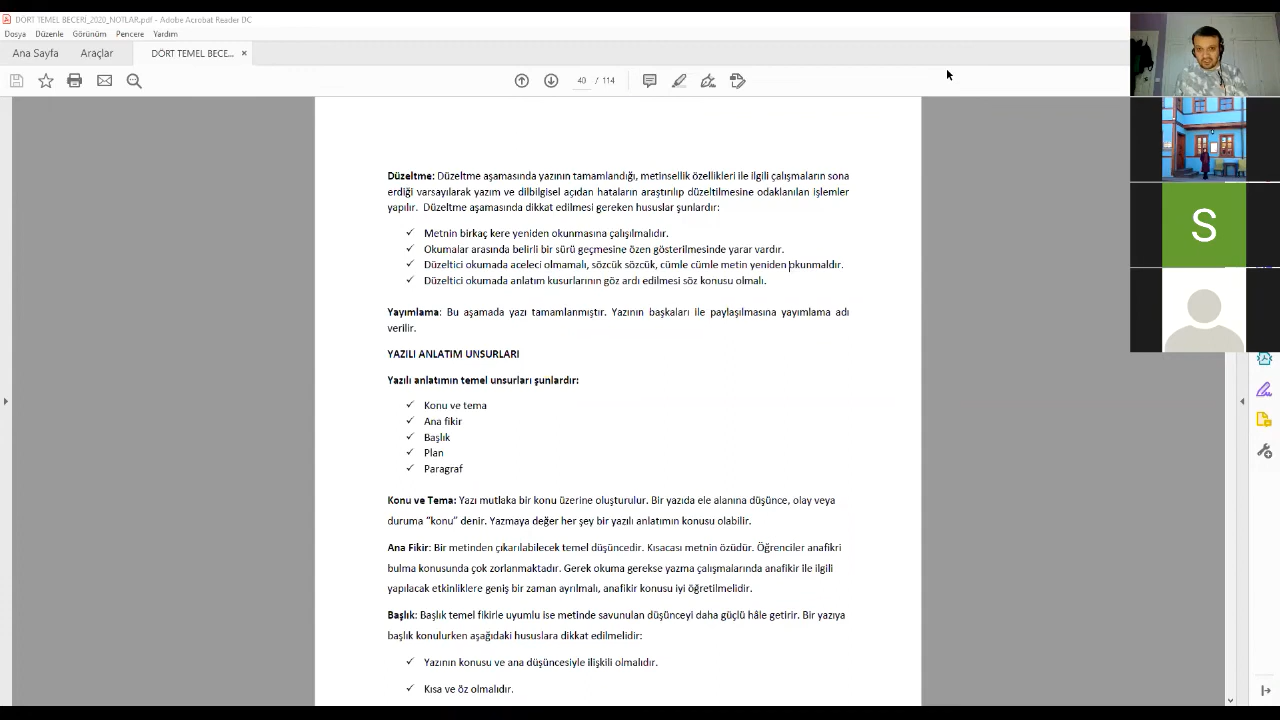 DÖRT TEMEL BECERİ_2020_NOTLAR.pdf - Adobe Acrobat Reader DC
Dosya Düzenle Görünüm Pencere Yardım
Ana Sayfa Araçlar DÖRT TEMEL BECE... ×
40 / 114
Düzeltme: Düzeltme aşamasında yazının tamamlandığı, metinsellik özellikleri ile ilgili çalışmaların sona
erdiği varsayılarak yazım ve dilbilgisel açıdan hataların araştırılıp düzeltilmesine odaklanılan işlemler
yapılır. Düzeltme aşamasında dikkat edilmesi gereken hususlar şunlardır:
✓ Metnin birkaç kere yeniden okunmasına çalışılmalıdır.
✓ Okumalar arasında belirli bir sürü geçmesine özen gösterilmesinde yarar vardır.
✓ Düzeltici okumada aceleci olmamalı, sözcük sözcük, cümle cümle metin yeniden okunmaldır.
✓ Düzeltici okumada anlatım kusurlarının göz ardı edilmesi söz konusu olmalı.
Yayımlama: Bu aşamada yazı tamamlanmıştır. Yazının başkaları ile paylaşılmasına yayımlama adı
verilir.
YAZILI ANLATIM UNSURLARI
Yazılı anlatımın temel unsurları şunlardır:
✓ Konu ve tema
✓ Ana fikir
✓ Başlık
✓ Plan
✓ Paragraf
Konu ve Tema: Yazı mutlaka bir konu üzerine oluşturulur. Bir yazıda ele alanına düşünce, olay veya
duruma “konu” denir. Yazmaya değer her şey bir yazılı anlatımın konusu olabilir.
Ana Fikir: Bir metinden çıkarılabilecek temel düşüncedir. Kısacası metnin özüdür. Öğrenciler anafikri
bulma konusunda çok zorlanmaktadır. Gerek okuma gerekse yazma çalışmalarında anafikir ile ilgili
yapılacak etkinliklere geniş bir zaman ayrılmalı, anafikir konusu iyi öğretilmelidir.
Başlık: Başlık temel fikirle uyumlu ise metinde savunulan düşünceyi daha güçlü hâle getirir. Bir yazıya
başlık konulurken aşağıdaki hususlara dikkat edilmelidir:
✓ Yazının konusu ve ana düşüncesiyle ilişkili olmalıdır.
✓ Kısa ve öz olmalıdır.
S